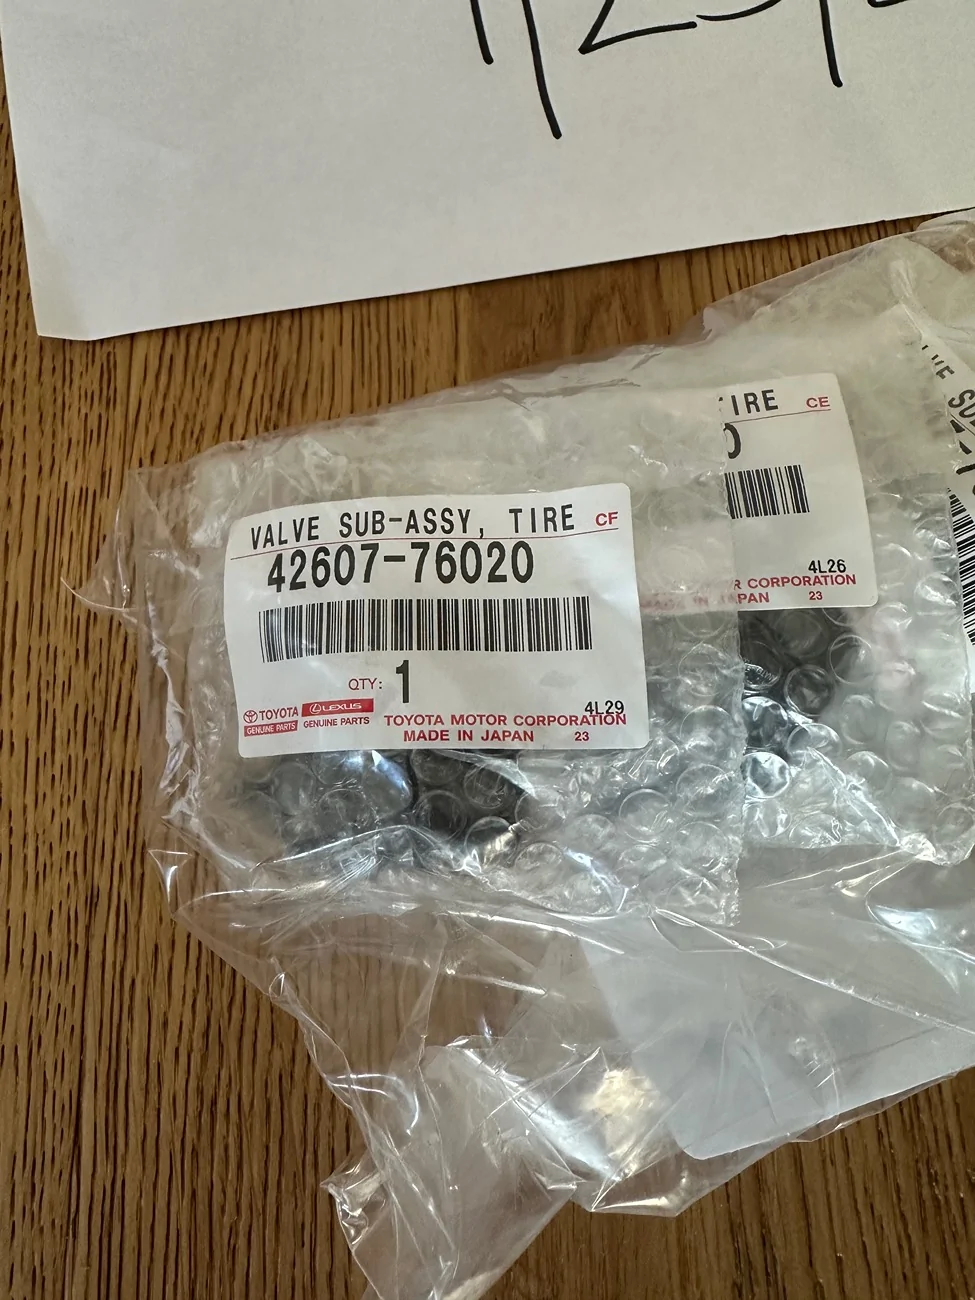 VALVE SUB-ASSY, TIRE CF
42607-76020
QTY: 1
4L29
TOYOTA
GENUINE PARTS
LEXUS
GENUINE PARTS
TOYOTA MOTOR CORPORATION
MADE IN JAPAN 23
TIRE CE
0
4L26
CORPORATION
23